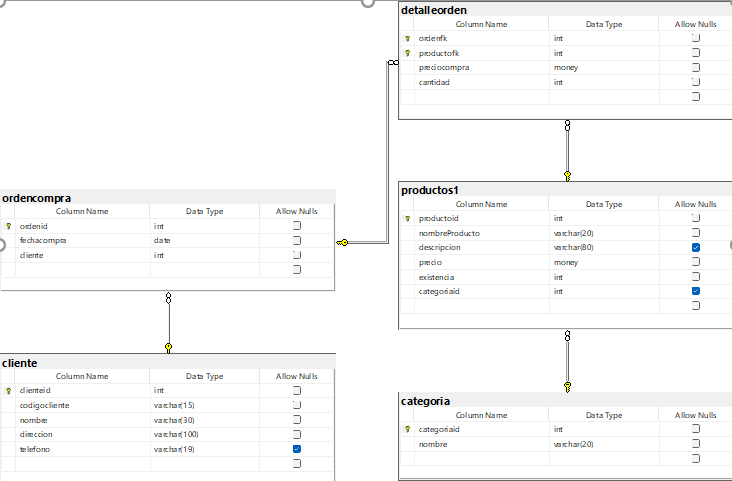 detalleorden
Column Name Data Type Allow Nulls
ordenfk int
productofk int
preciocompra money
cantidad int
ordencompra
Column Name Data Type Allow Nulls
ordenid int
fechacompra date
cliente int
productos1
Column Name Data Type Allow Nulls
productoid int
nombreProducto varchar(20)
descripcion varchar(80)
precio money
existencia int
categoriaid int
cliente
Column Name Data Type Allow Nulls
clienteid int
codigocliente varchar(15)
nombre varchar(30)
direccion varchar(100)
telefono varchar(19)
categoria
Column Name Data Type Allow Nulls
categoriaid int
nombre varchar(20)